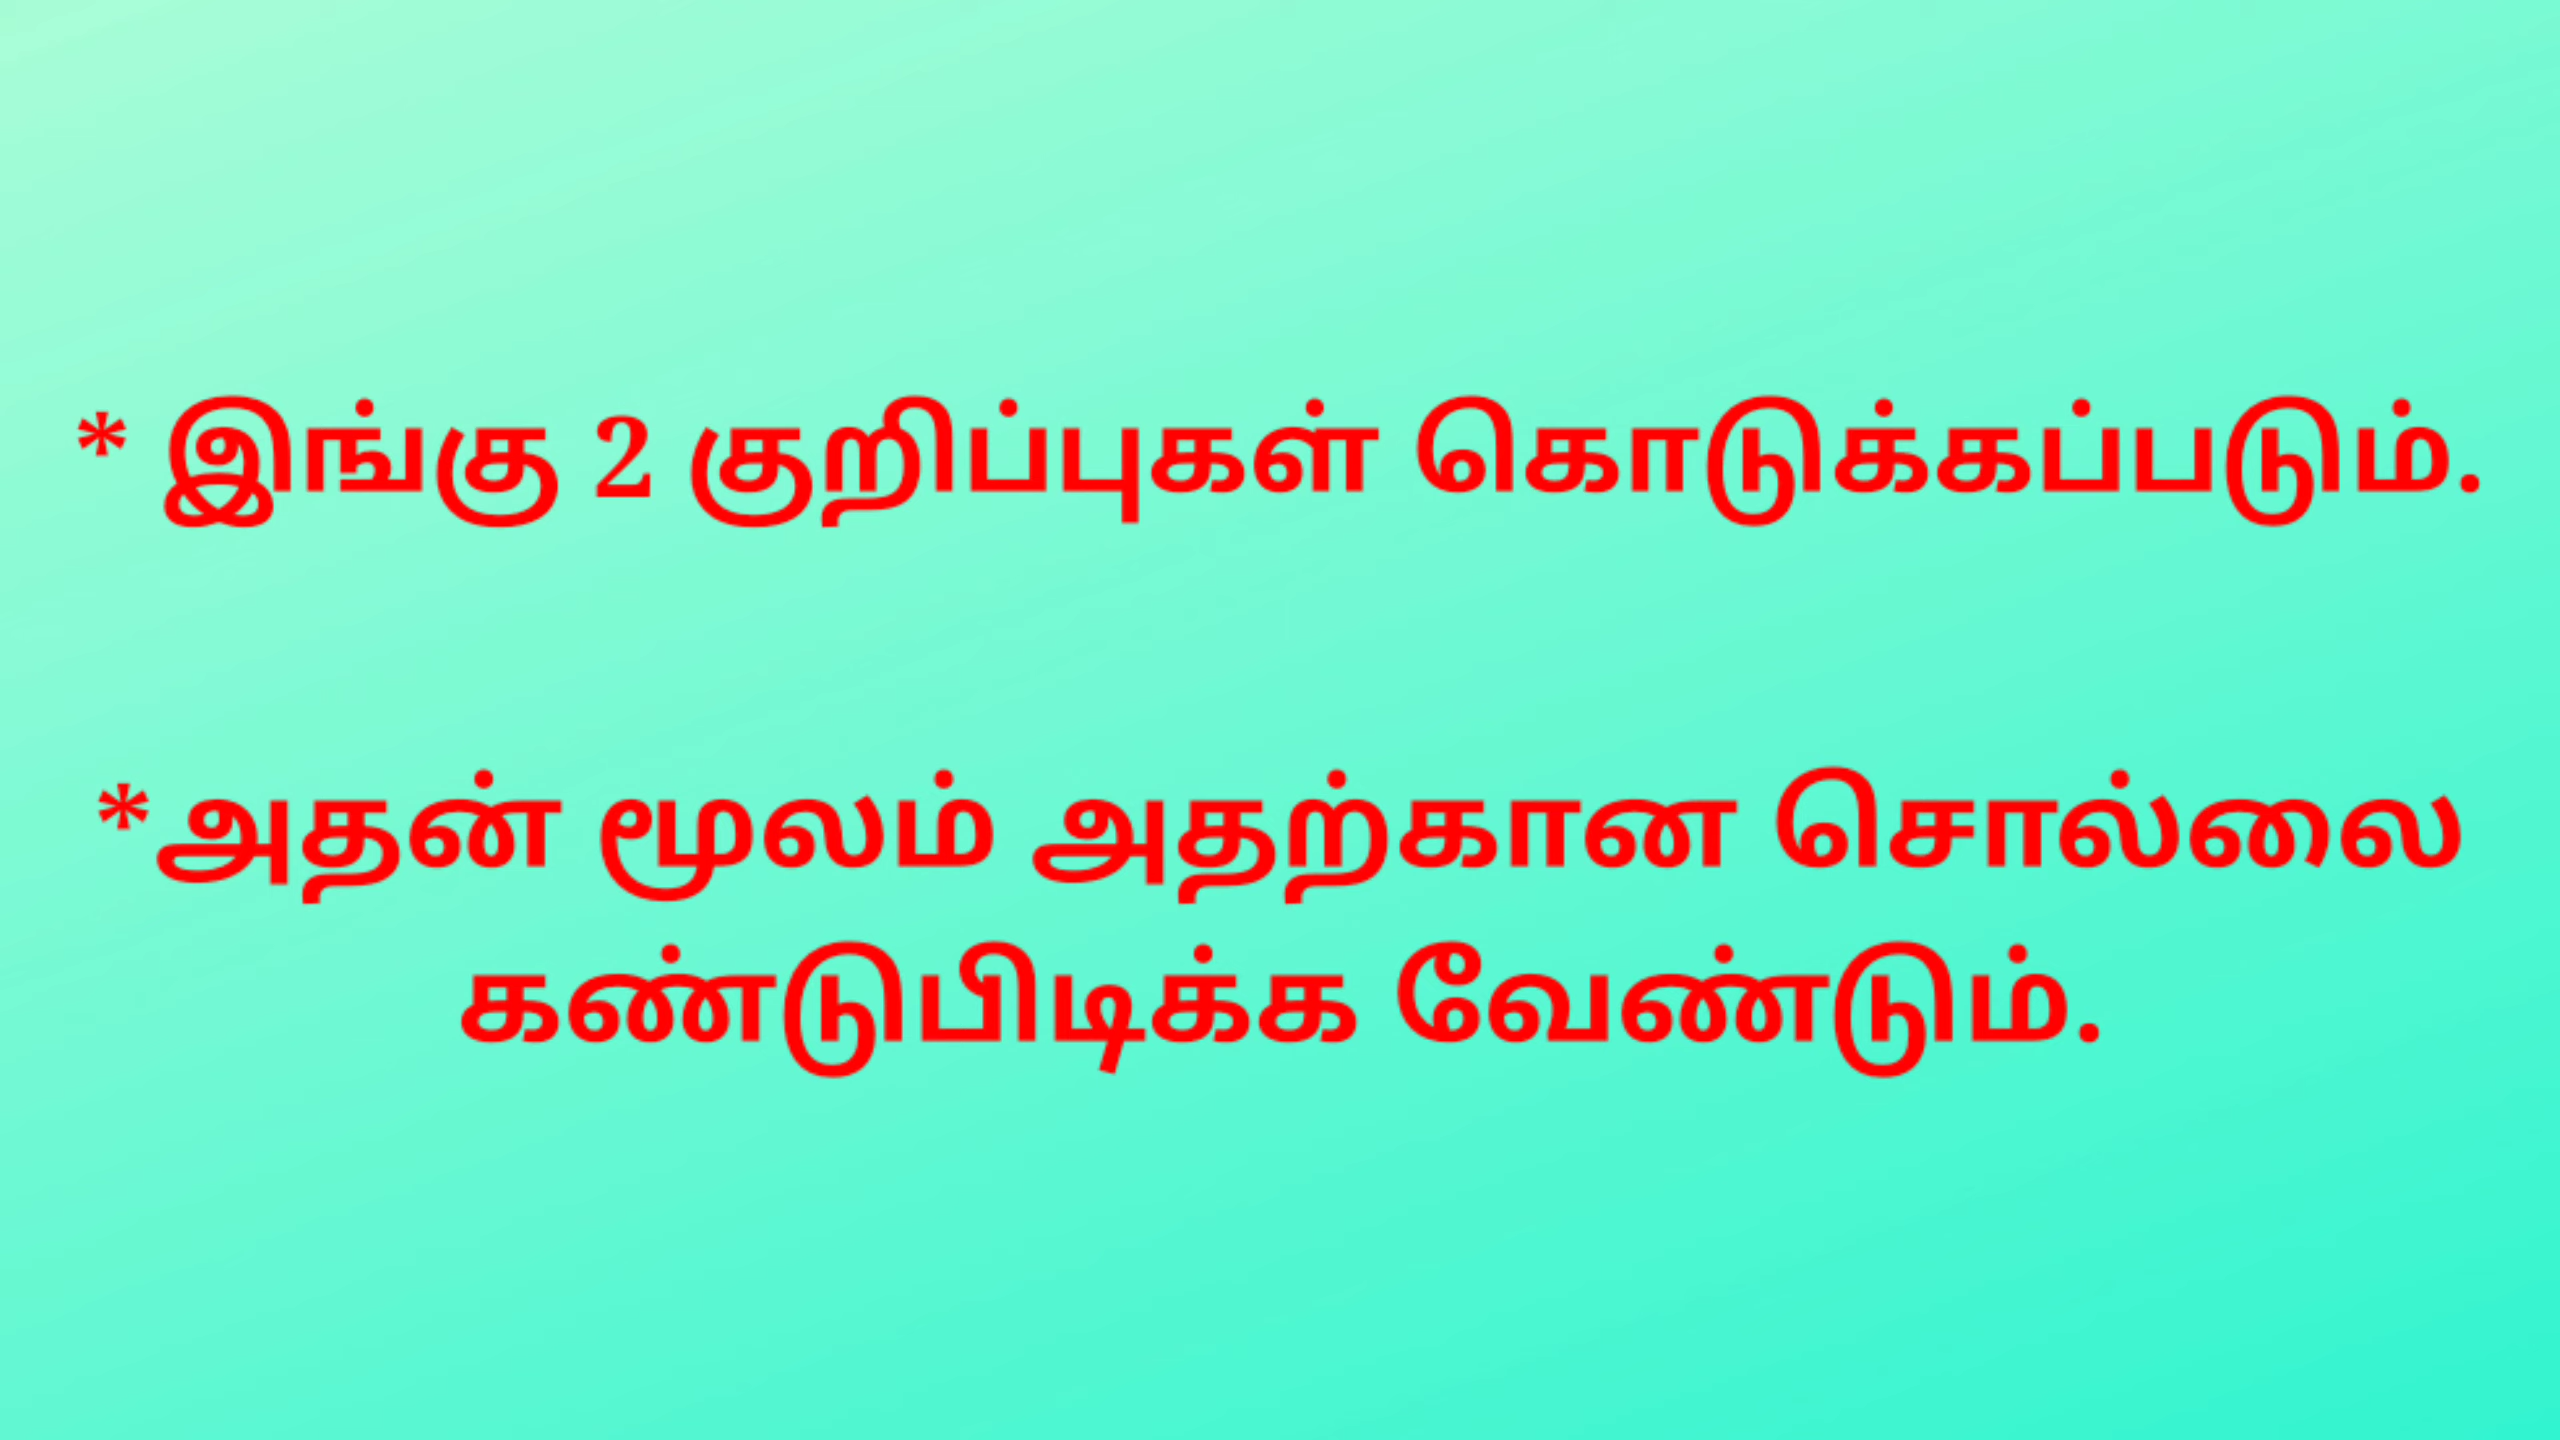 * இங்கு 2 குறிப்புகள் கொடுக்கப்படும்.
*அதன் மூலம் அதற்கான சொல்லை
கண்டுபிடிக்க வேண்டும்.